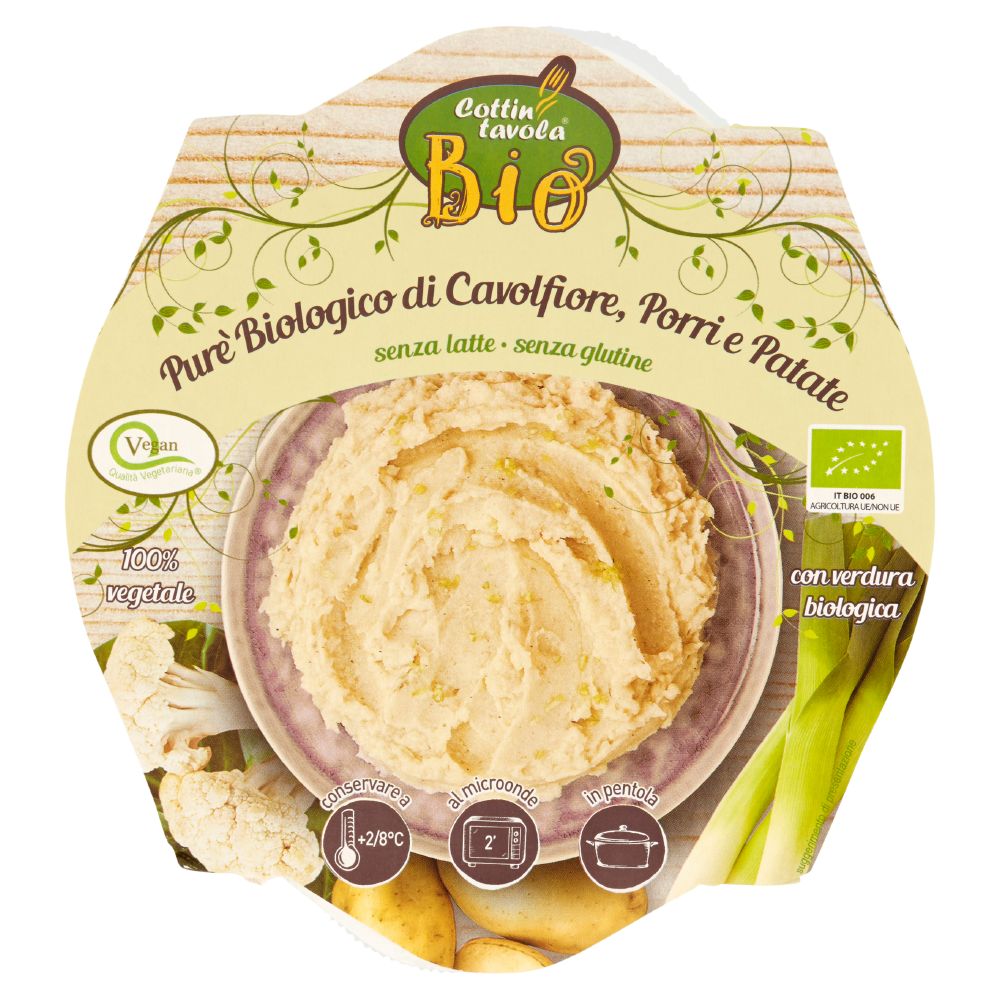 Cottin
tavola®
Bio
Purè Biologico di Cavolfiore, Porri e Patate
senza latte • senza glutine
Vegan
Qualità Vegetariana®
IT BIO 006
AGRICOLTURA UE/NON UE
100%
vegetale
con verdura
biologica
conservare a
+2/8°C
al microonde
2'
in pentola
suggerimento di presentazione